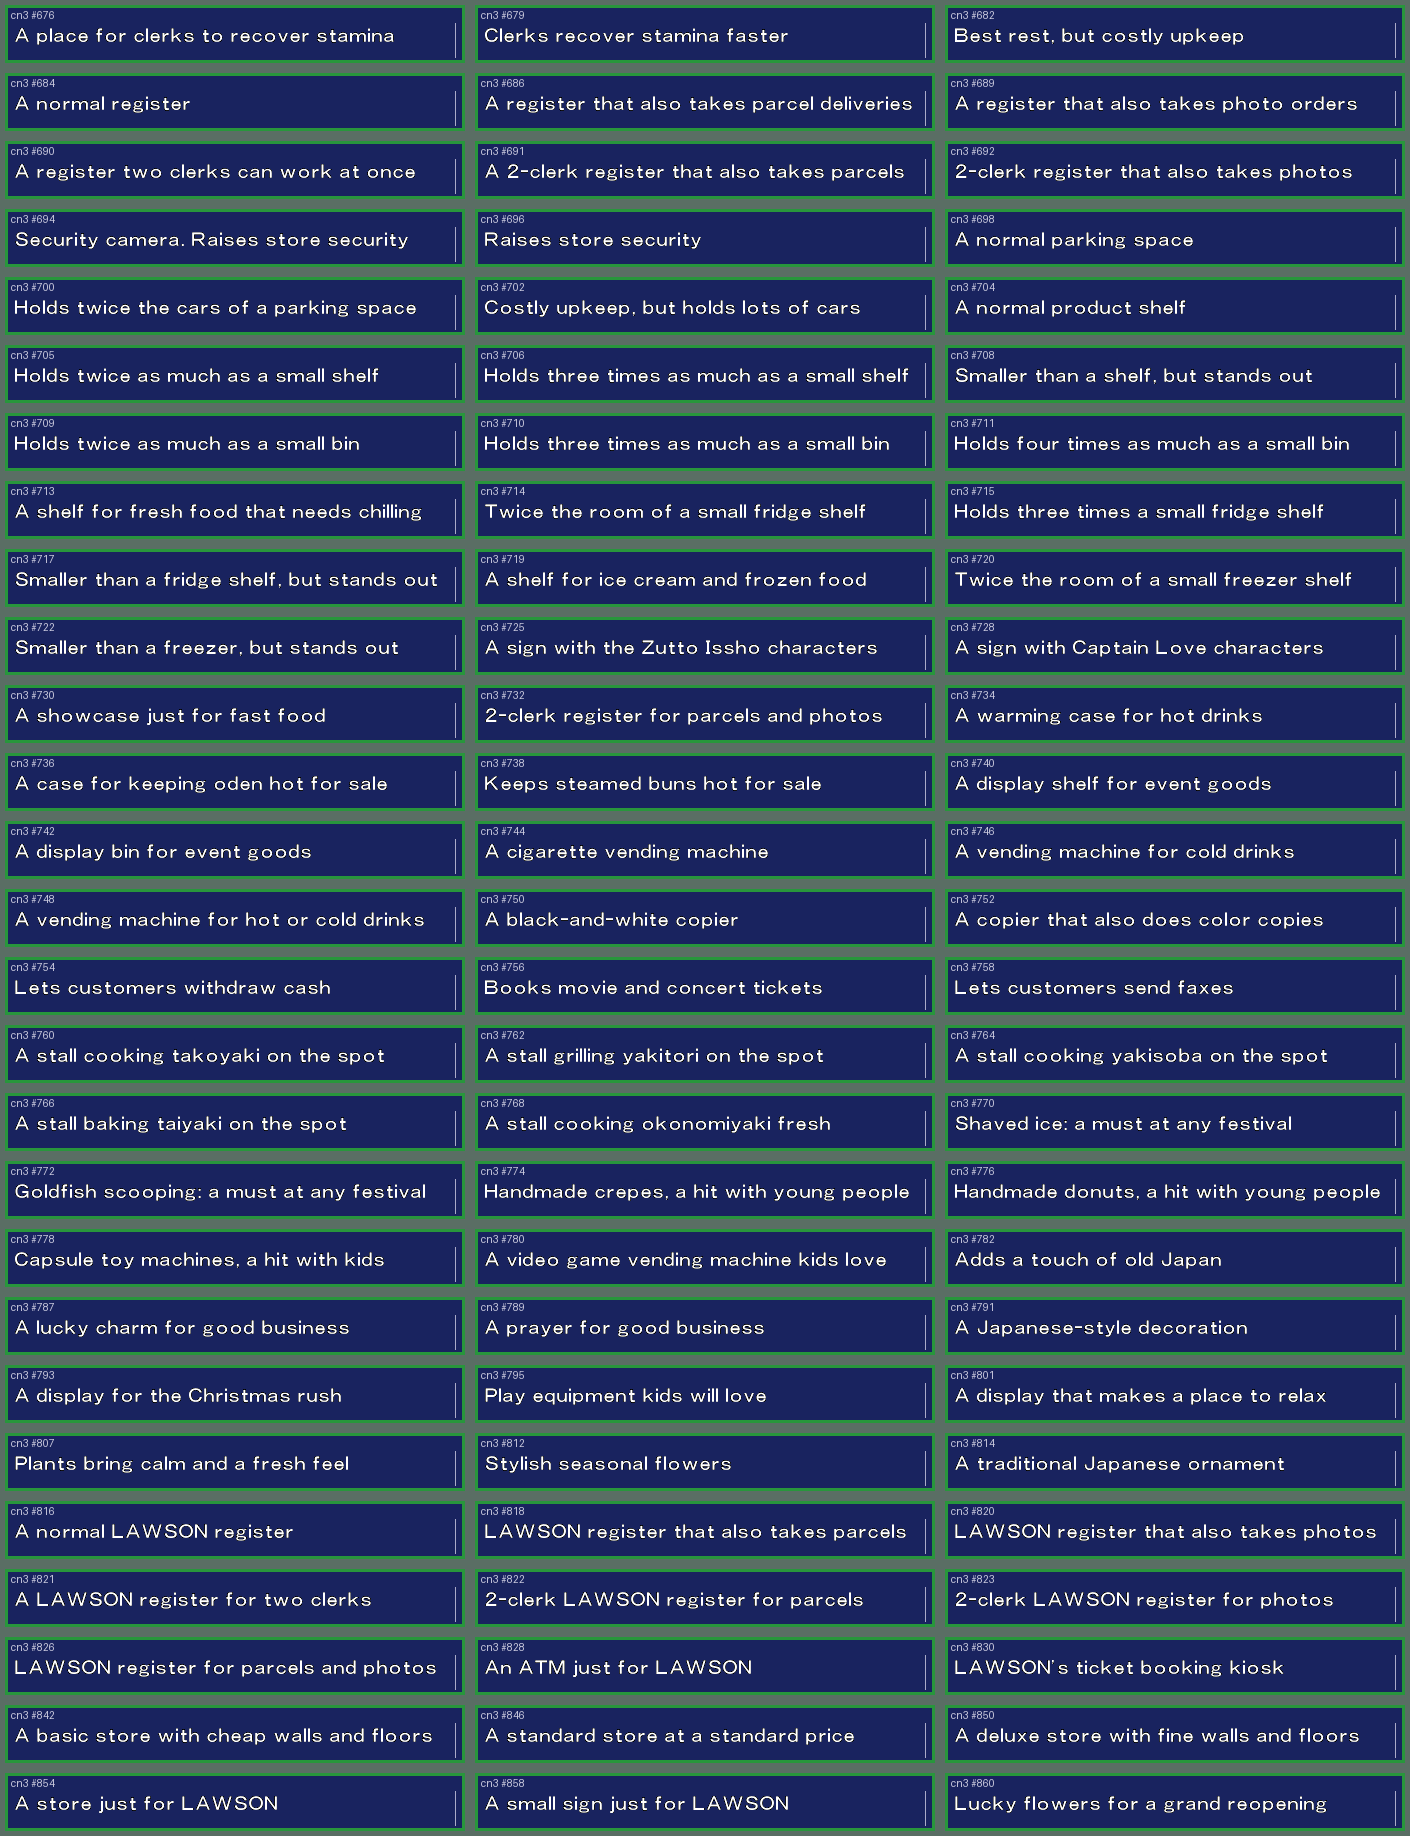 cn3 #676
A place for clerks to recover stamina
cn3 #679
Clerks recover stamina faster
cn3 #682
Best rest, but costly upkeep
cn3 #684
A normal register
cn3 #686
A register that also takes parcel deliveries
cn3 #689
A register that also takes photo orders
cn3 #690
A register two clerks can work at once
cn3 #691
A 2-clerk register that also takes parcels
cn3 #692
2-clerk register that also takes photos
cn3 #694
Security camera. Raises store security
cn3 #696
Raises store security
cn3 #698
A normal parking space
cn3 #700
Holds twice the cars of a parking space
cn3 #702
Costly upkeep, but holds lots of cars
cn3 #704
A normal product shelf
cn3 #705
Holds twice as much as a small shelf
cn3 #706
Holds three times as much as a small shelf
cn3 #708
Smaller than a shelf, but stands out
cn3 #709
Holds twice as much as a small bin
cn3 #710
Holds three times as much as a small bin
cn3 #711
Holds four times as much as a small bin
cn3 #713
A shelf for fresh food that needs chilling
cn3 #714
Twice the room of a small fridge shelf
cn3 #715
Holds three times a small fridge shelf
cn3 #717
Smaller than a fridge shelf, but stands out
cn3 #719
A shelf for ice cream and frozen food
cn3 #720
Twice the room of a small freezer shelf
cn3 #722
Smaller than a freezer, but stands out
cn3 #725
A sign with the Zutto Issho characters
cn3 #728
A sign with Captain Love characters
cn3 #730
A showcase just for fast food
cn3 #732
2-clerk register for parcels and photos
cn3 #734
A warming case for hot drinks
cn3 #736
A case for keeping oden hot for sale
cn3 #738
Keeps steamed buns hot for sale
cn3 #740
A display shelf for event goods
cn3 #742
A display bin for event goods
cn3 #744
A cigarette vending machine
cn3 #746
A vending machine for cold drinks
cn3 #748
A vending machine for hot or cold drinks
cn3 #750
A black-and-white copier
cn3 #752
A copier that also does color copies
cn3 #754
Lets customers withdraw cash
cn3 #756
Books movie and concert tickets
cn3 #758
Lets customers send faxes
cn3 #760
A stall cooking takoyaki on the spot
cn3 #762
A stall grilling yakitori on the spot
cn3 #764
A stall cooking yakisoba on the spot
cn3 #766
A stall baking taiyaki on the spot
cn3 #768
A stall cooking okonomiyaki fresh
cn3 #770
Shaved ice: a must at any festival
cn3 #772
Goldfish scooping: a must at any festival
cn3 #774
Handmade crepes, a hit with young people
cn3 #776
Handmade donuts, a hit with young people
cn3 #778
Capsule toy machines, a hit with kids
cn3 #780
A video game vending machine kids love
cn3 #782
Adds a touch of old Japan
cn3 #787
A lucky charm for good business
cn3 #789
A prayer for good business
cn3 #791
A Japanese-style decoration
cn3 #793
A display for the Christmas rush
cn3 #795
Play equipment kids will love
cn3 #801
A display that makes a place to relax
cn3 #807
Plants bring calm and a fresh feel
cn3 #812
Stylish seasonal flowers
cn3 #814
A traditional Japanese ornament
cn3 #816
A normal LAWSON register
cn3 #818
LAWSON register that also takes parcels
cn3 #820
LAWSON register that also takes photos
cn3 #821
A LAWSON register for two clerks
cn3 #822
2-clerk LAWSON register for parcels
cn3 #823
2-clerk LAWSON register for photos
cn3 #826
LAWSON register for parcels and photos
cn3 #828
An ATM just for LAWSON
cn3 #830
LAWSON's ticket booking kiosk
cn3 #842
A basic store with cheap walls and floors
cn3 #846
A standard store at a standard price
cn3 #850
A deluxe store with fine walls and floors
cn3 #854
A store just for LAWSON
cn3 #858
A small sign just for LAWSON
cn3 #860
Lucky flowers for a grand reopening